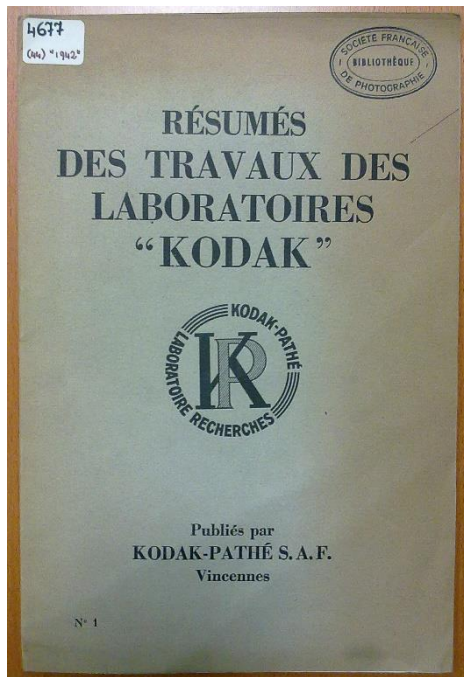 4677
(44) "1942"
SOCIÉTÉ FRANÇAISE
BIBLIOTHÈQUE
DE PHOTOGRAPHIE
RÉSUMÉS
DES TRAVAUX DES
LABORATOIRES
“KODAK”
KODAK-PATHÉ
KP
LABORATOIRE RECHERCHES
Publiés par
KODAK-PATHÉ S.A.F.
Vincennes
N° 1